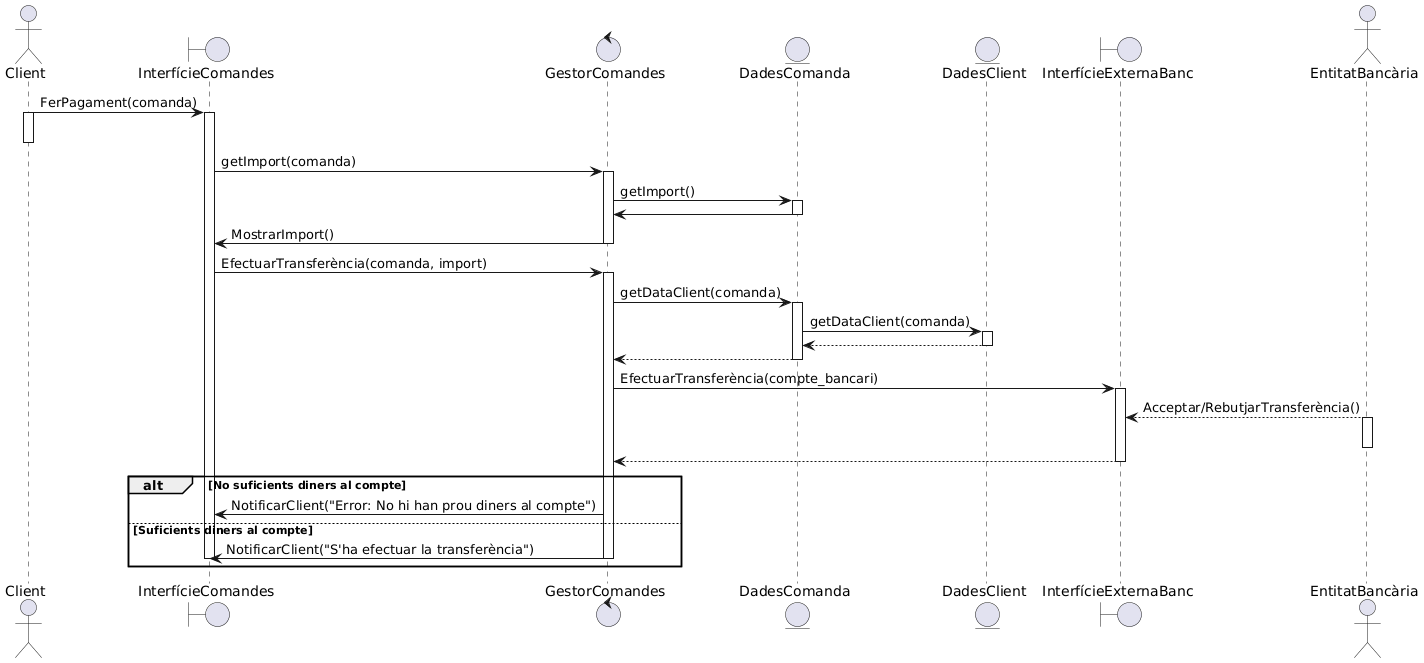 Client
InterfícieComandes
GestorComandes
DadesComanda
DadesClient
InterfícieExternaBanc
EntitatBancària
FerPagament(comanda)
getImport(comanda)
getImport()
MostrarImport()
EfectuarTransferència(comanda, import)
getDataClient(comanda)
getDataClient(comanda)
EfectuarTransferència(compte_bancari)
Acceptar/RebutjarTransferència()
alt
[No suficients diners al compte]
NotificarClient("Error: No hi han prou diners al compte")
[Suficients diners al compte]
NotificarClient("S'ha efectuar la transferència")
Client
InterfícieComandes
GestorComandes
DadesComanda
DadesClient
InterfícieExternaBanc
EntitatBancària